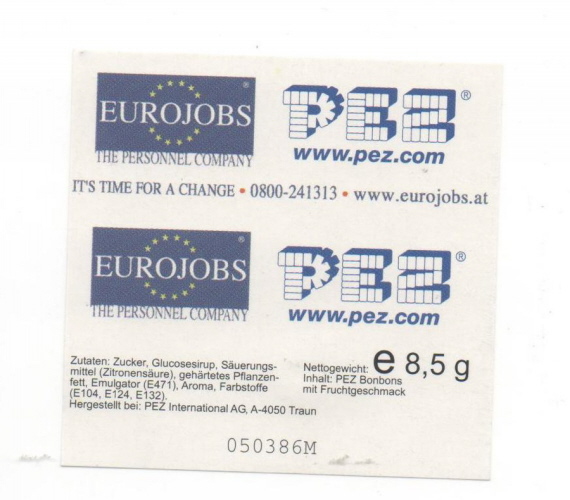 EUROJOBS ®
THE PERSONNEL COMPANY
PEZ ®
www.pez.com
IT'S TIME FOR A CHANGE • 0800-241313 • www.eurojobs.at
EUROJOBS ®
THE PERSONNEL COMPANY
PEZ ®
www.pez.com
Zutaten: Zucker, Glucosesirup, Säuerungs-
mittel (Zitronensäure), gehärtetes Pflanzen-
fett, Emulgator (E471), Aroma, Farbstoffe
(E104, E124, E132).
Hergestellt bei: PEZ International AG, A-4050 Traun
Nettogewicht: e 8,5 g
Inhalt: PEZ Bonbons
mit Fruchtgeschmack
050386M